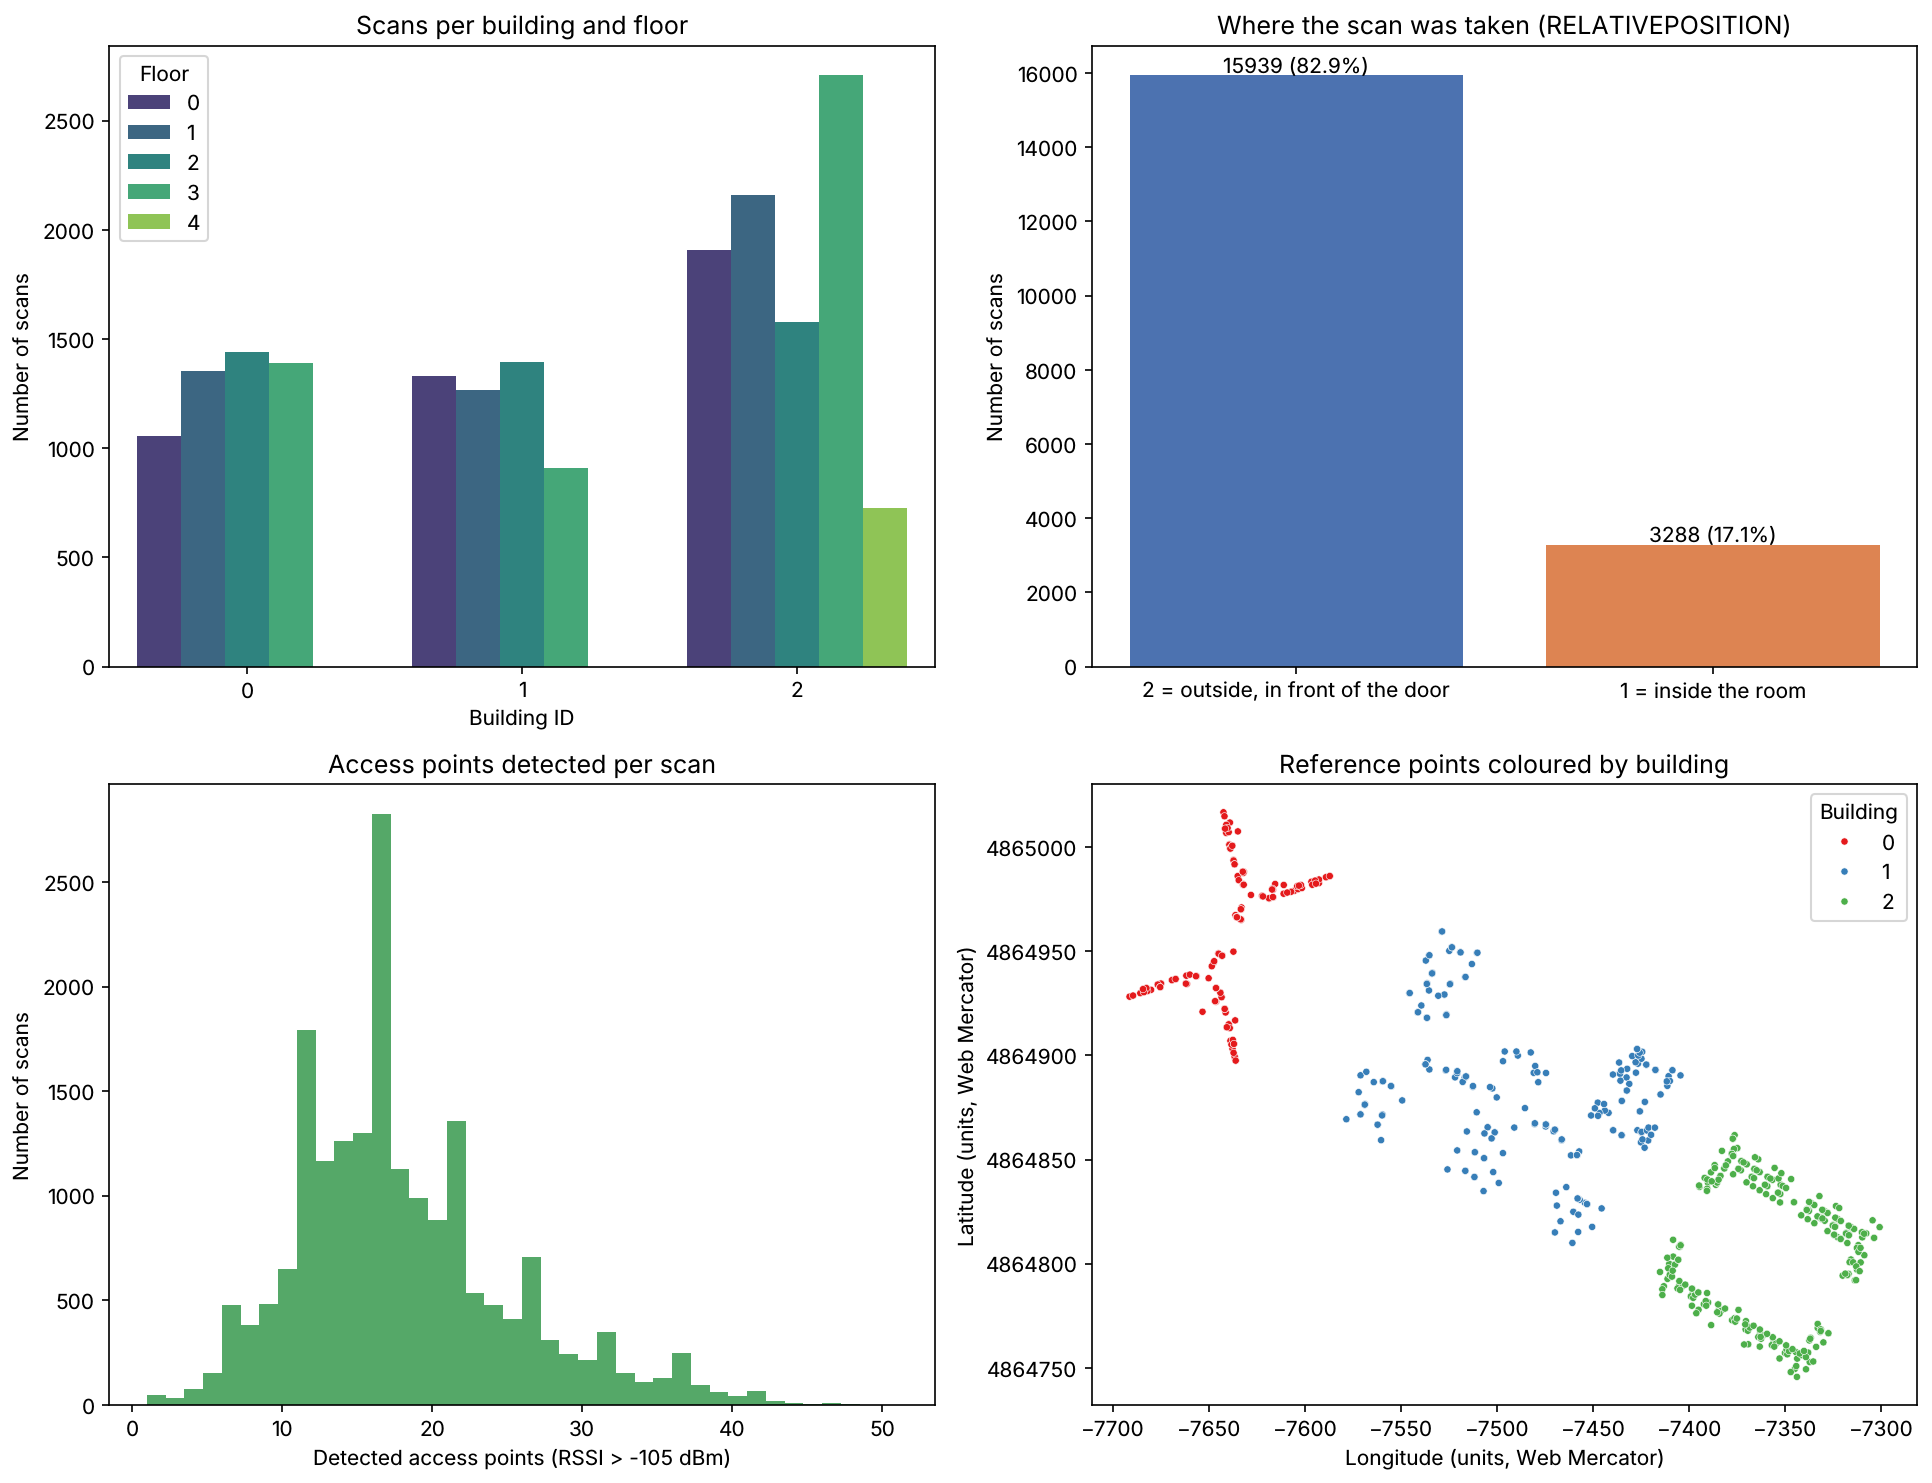 Scans per building and floor
Floor
0
1
2
3
4
2500
2000
1500
1000
500
0
Number of scans
0 1 2
Building ID
Where the scan was taken (RELATIVEPOSITION)
15939 (82.9%)
3288 (17.1%)
16000
14000
12000
10000
8000
6000
4000
2000
0
Number of scans
2 = outside, in front of the door
1 = inside the room
Access points detected per scan
2500
2000
1500
1000
500
0
Number of scans
0 10 20 30 40 50
Detected access points (RSSI > -105 dBm)
Reference points coloured by building
Building
0
1
2
4865000
4864950
4864900
4864850
4864800
4864750
Latitude (units, Web Mercator)
−7700 −7650 −7600 −7550 −7500 −7450 −7400 −7350 −7300
Longitude (units, Web Mercator)